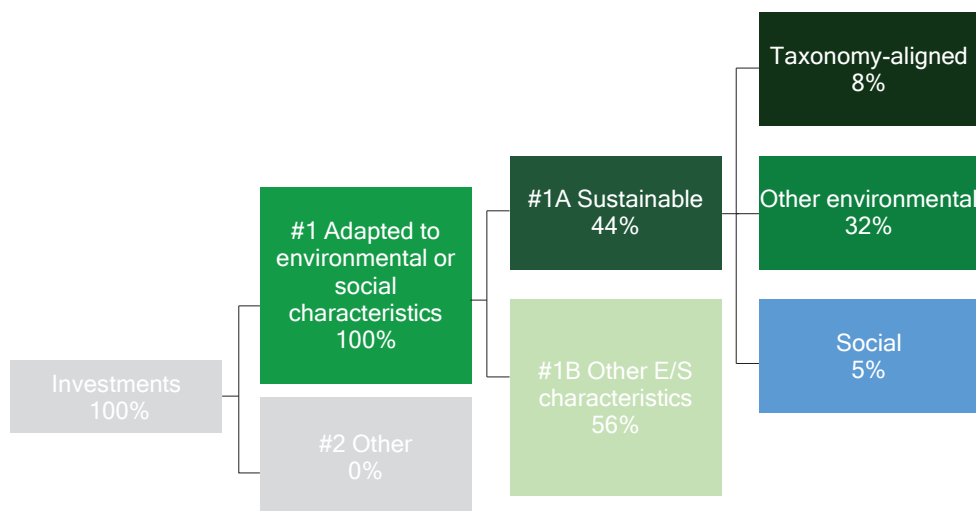 Investments
100%
#1 Adapted to
environmental or
social
characteristics
100%
#2 Other
0%
#1A Sustainable
44%
#1B Other E/S
characteristics
56%
Taxonomy-aligned
8%
Other environmental
32%
Social
5%